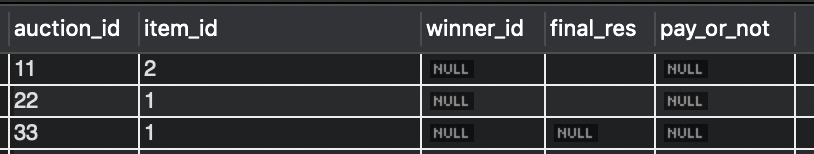 auction_id item_id winner_id final_res pay_or_not
11 2 NULL NULL
22 1 NULL NULL
33 1 NULL NULL NULL